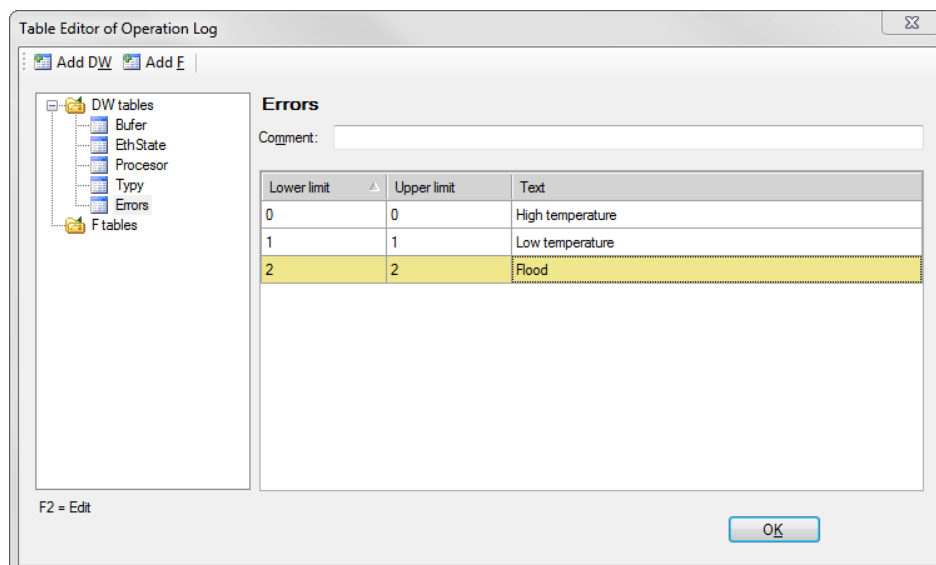 Table Editor of Operation Log
Add DW Add F
DW tables
Bufer
EthState
Procesor
Typy
Errors
F tables
Errors
Comment:
Lower limit Upper limit Text
0 0 High temperature
1 1 Low temperature
2 2 Flood
F2 = Edit
OK